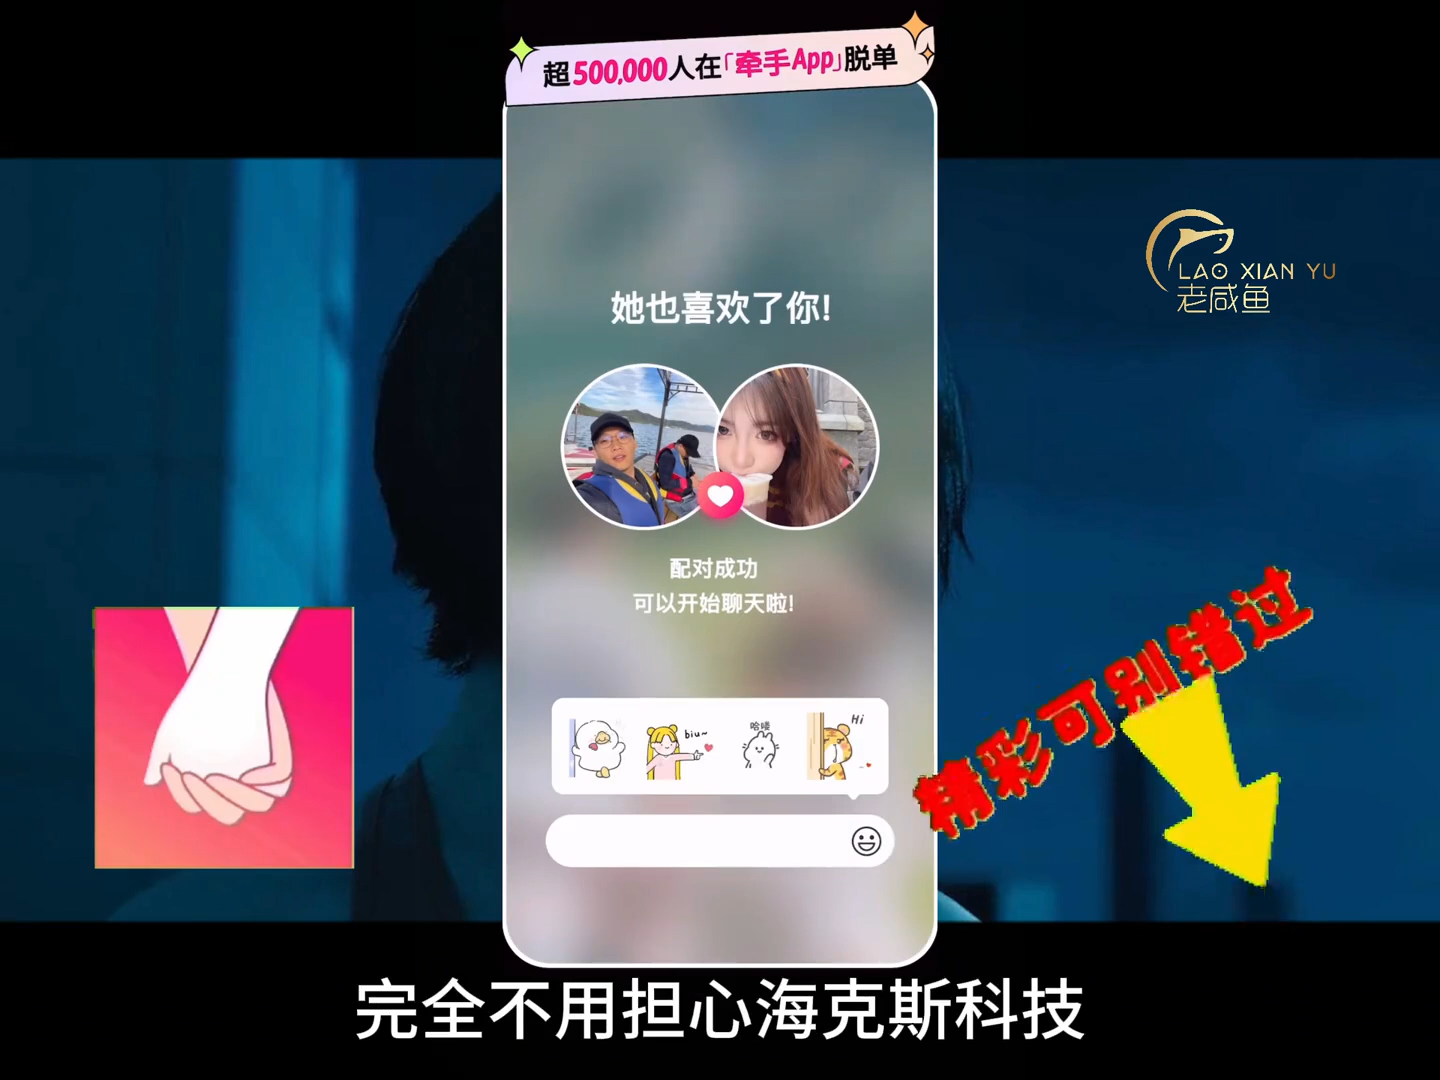 超500,000人在「牵手App」脱单
LAO XIAN YU
老咸鱼
她也喜欢了你!
配对成功
可以开始聊天啦!
biu~
哈喽
Hi
精彩可别错过
完全不用担心海克斯科技